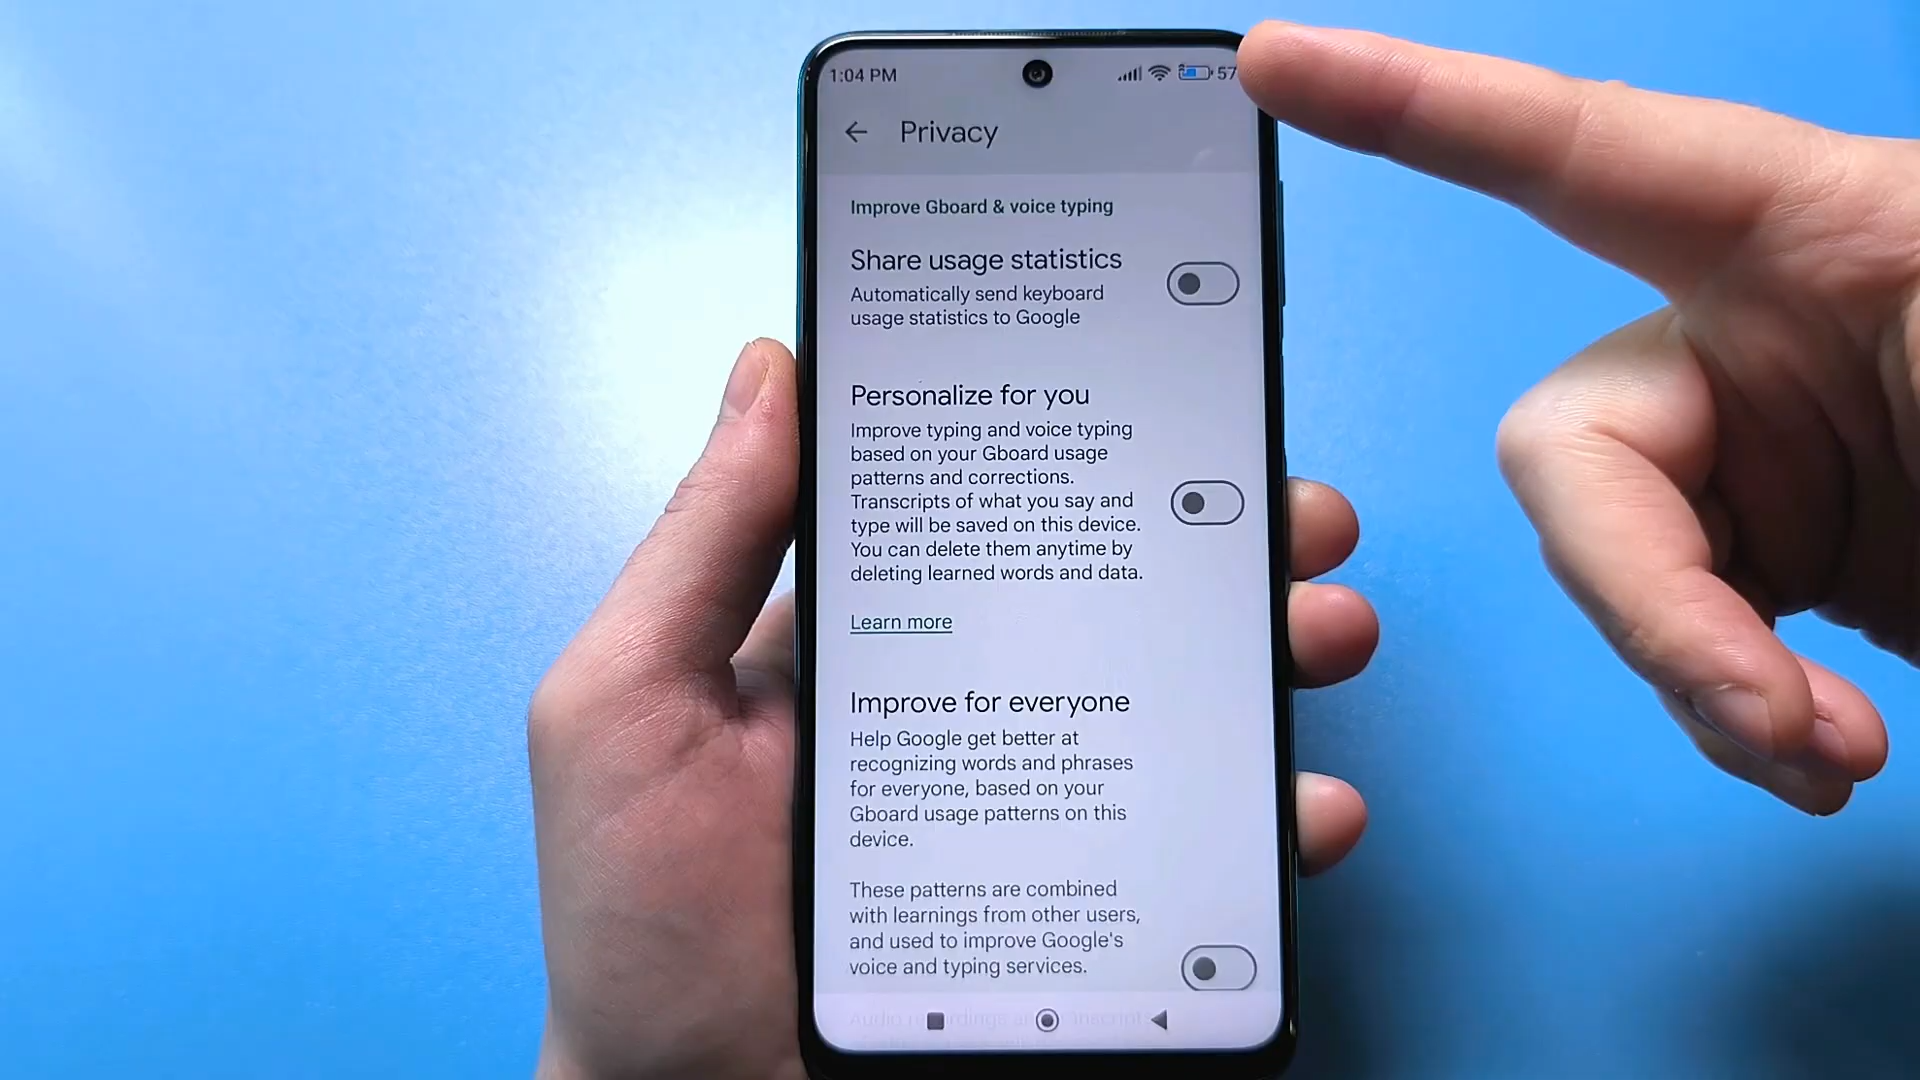 1:04 PM
57
Privacy
Improve Gboard & voice typing
Share usage statistics
Automatically send keyboard
usage statistics to Google
Personalize for you
Improve typing and voice typing
based on your Gboard usage
patterns and corrections.
Transcripts of what you say and
type will be saved on this device.
You can delete them anytime by
deleting learned words and data.
Learn more
Improve for everyone
Help Google get better at
recognizing words and phrases
for everyone, based on your
Gboard usage patterns on this
device.
These patterns are combined
with learnings from other users,
and used to improve Google's
voice and typing services.